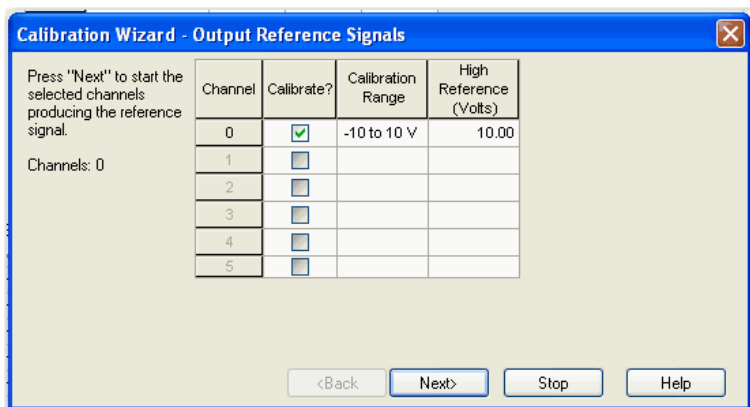 Calibration Wizard - Output Reference Signals
Press "Next" to start the
selected channels
producing the reference
signal.
Channels: 0
Channel Calibrate? Calibration Range High Reference (Volts)
0 -10 to 10 V 10.00
1
2
3
4
5
<Back Next> Stop Help